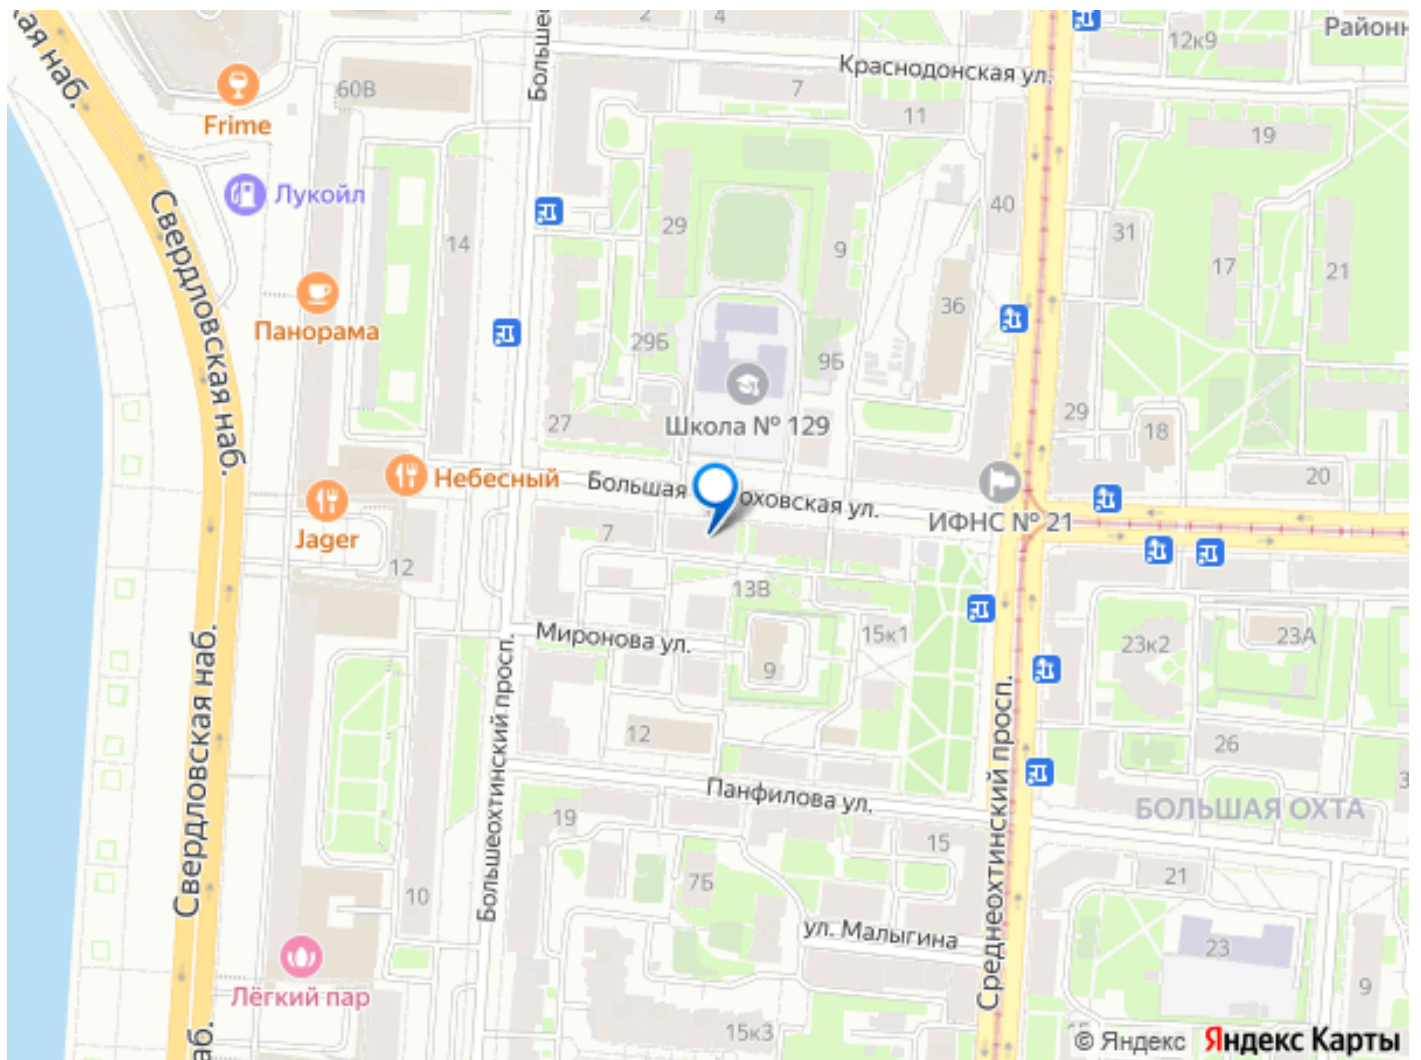 2
4
Большее
ая наб.
60В
Краснодонская ул.
12к9
Районн
7
11
19
Frime
Лукойл
Свердловская наб.
14
29
9
40
31
17
21
36
Панорама
29Б
9Б
Школа № 129
27
29
18
20
Небесный
Большая
оховская ул.
Jager
ИФНС № 21
7
12
13В
Миронова ул.
15к1
23к2
23А
9
Свердловская наб.
Большеохтинский просп.
Среднеохтинский просп.
12
26
Панфилова ул.
БОЛЬШАЯ ОХТА
3
19
15
7Б
21
10
ул. Малыгина
23
Лёгкий пар
9
15к3
аб.
© Яндекс Яндекс Карты